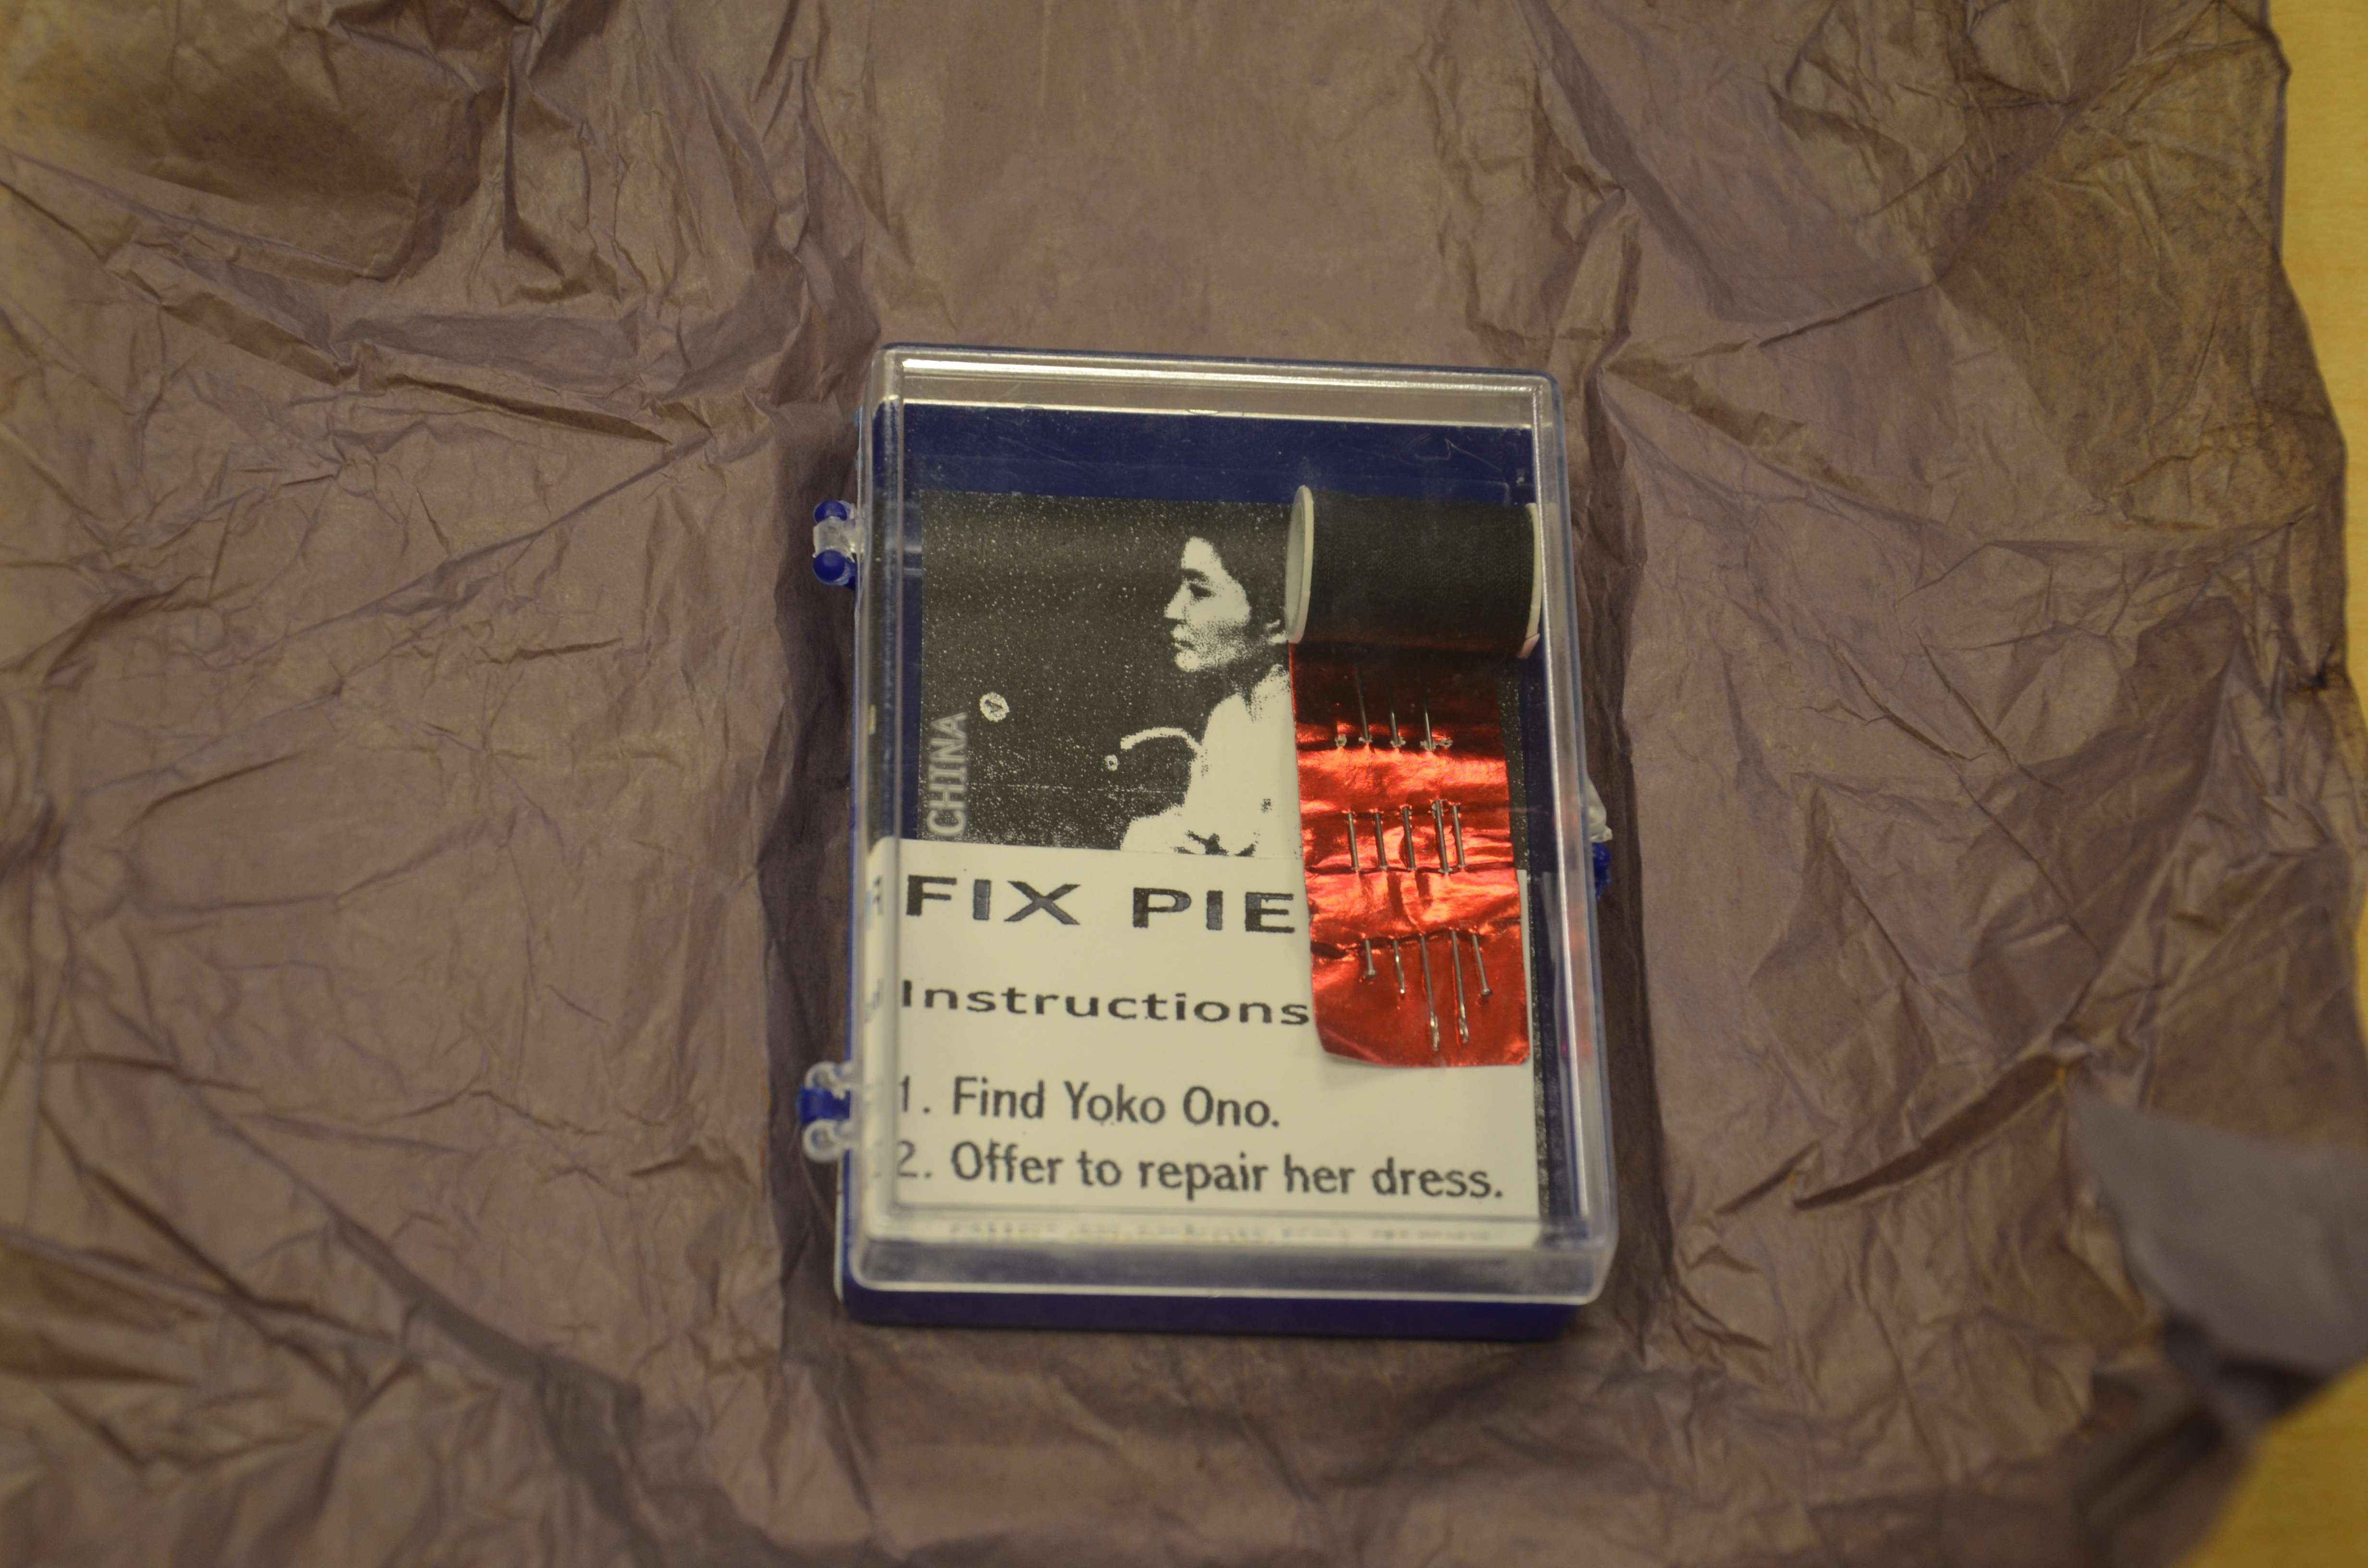 CHINA
FIX PIE
Instructions
1. Find Yoko Ono.
2. Offer to repair her dress.